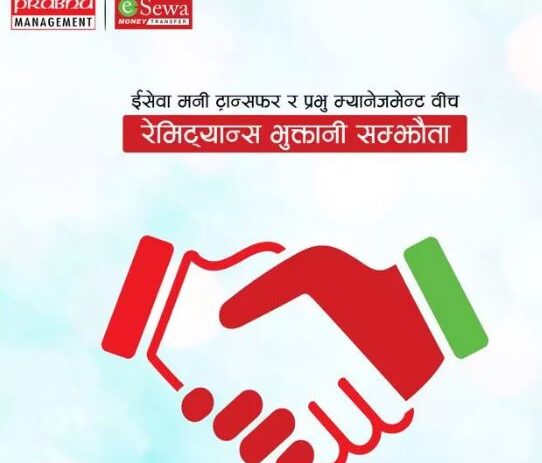 prabhu
MANAGEMENT
eSewa
MONEY TRANSFER
ईसेवा मनी ट्रान्सफर र प्रभु म्यानेजमेन्ट वीच
रेमिट्यान्स भुक्तानी सम्झौता